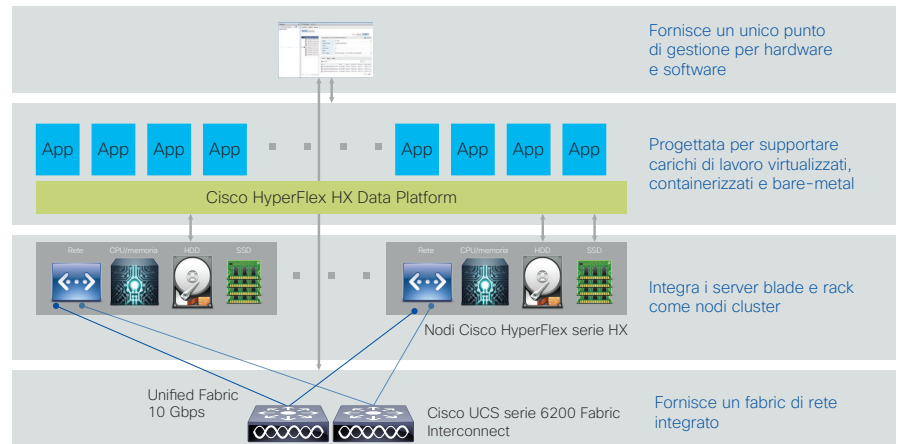 Fornisce un unico punto
di gestione per hardware
e software
App App App App App App App App
Progettata per supportare
carichi di lavoro virtualizzati,
containerizzati e bare-metal
Cisco HyperFlex HX Data Platform
Rete CPU/memoria HDD SSD
Rete CPU/memoria HDD SSD
Integra i server blade e rack
come nodi cluster
Nodi Cisco HyperFlex serie HX
Unified Fabric
10 Gbps
Cisco UCS serie 6200 Fabric
Interconnect
Fornisce un fabric di rete
integrato